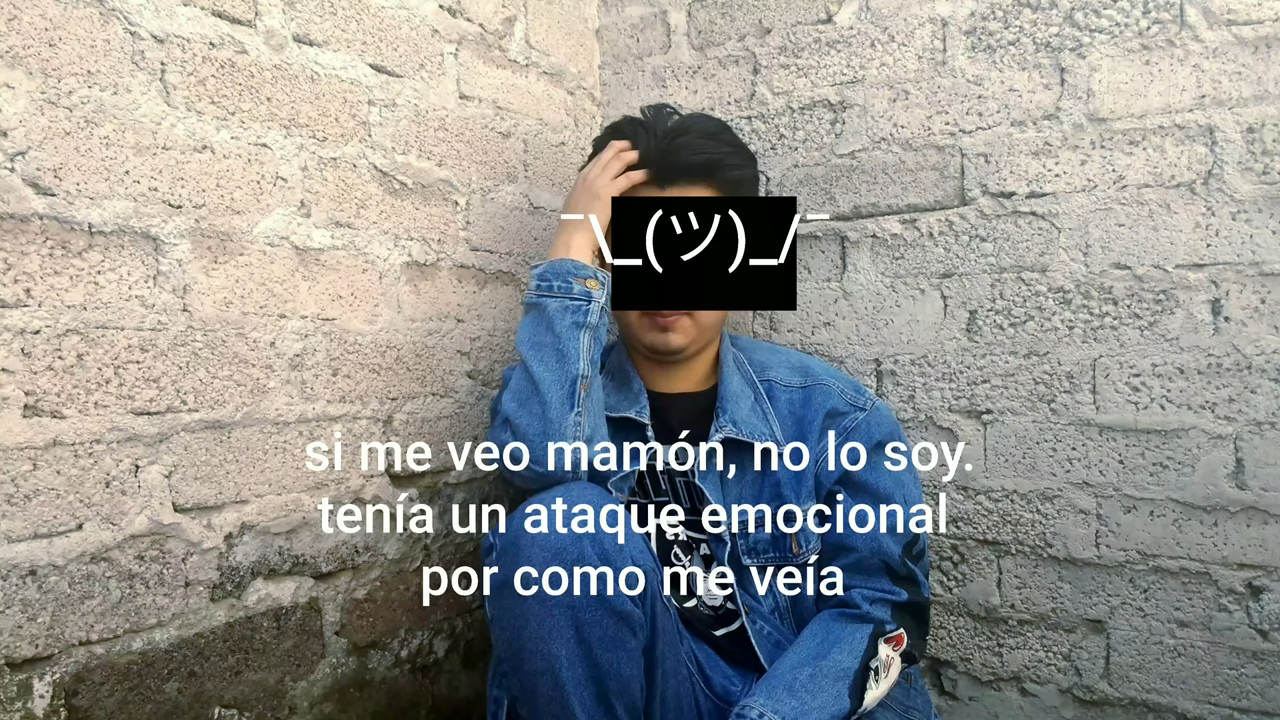 ¯\_(ツ)_/¯
si me veo mamón, no lo soy.
tenía un ataque emocional
por como me veía